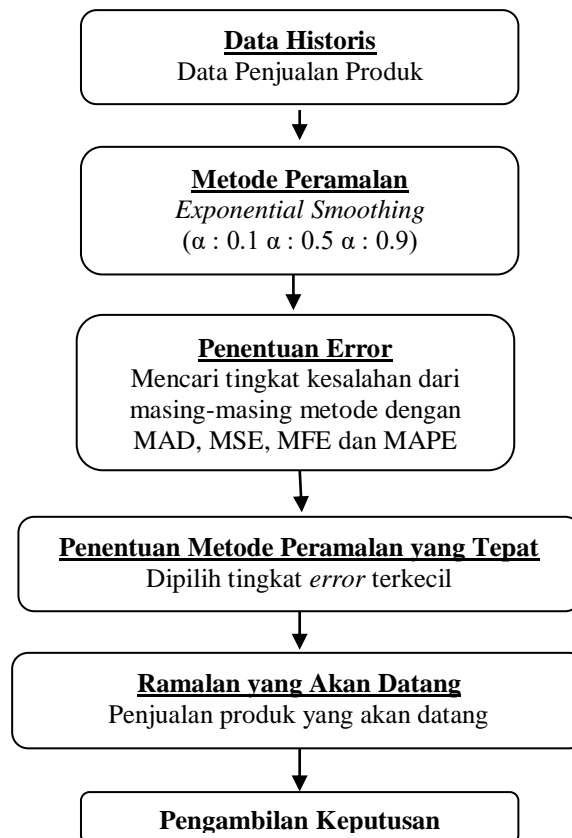 Data Historis
Data Penjualan Produk
Metode Peramalan
Exponential Smoothing
(α : 0.1 α : 0.5 α : 0.9)
Penentuan Error
Mencari tingkat kesalahan dari
masing-masing metode dengan
MAD, MSE, MFE dan MAPE
Penentuan Metode Peramalan yang Tepat
Dipilih tingkat error terkecil
Ramalan yang Akan Datang
Penjualan produk yang akan datang
Pengambilan Keputusan